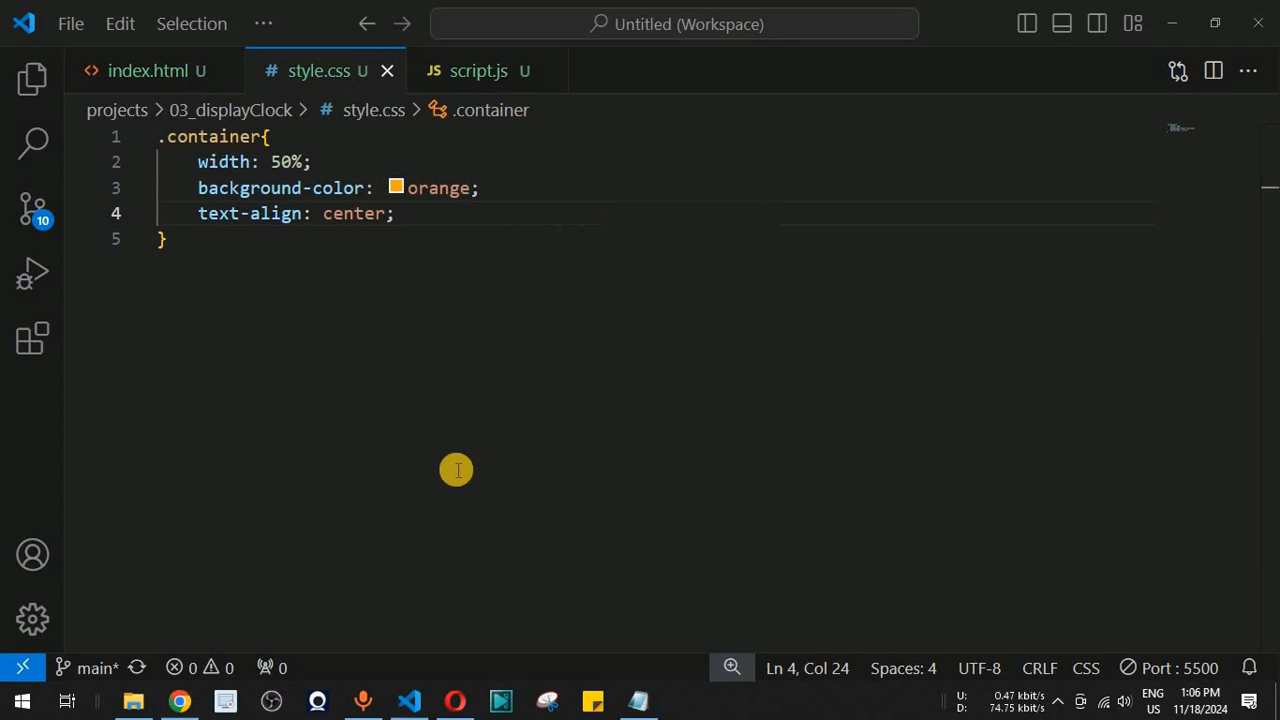 File Edit Selection ··· Untitled (Workspace)
index.html U # style.css U JS script.js U
projects > 03_displayClock > # style.css > .container
1 .container{
2 width: 50%;
3 background-color: orange;
4 text-align: center;
5 }
10
main* 0 0 0 Ln 4, Col 24 Spaces: 4 UTF-8 CRLF CSS Port : 5500
U: 0.47 kbit/s ENG 1:06 PM
D: 74.75 kbit/s US 11/18/2024